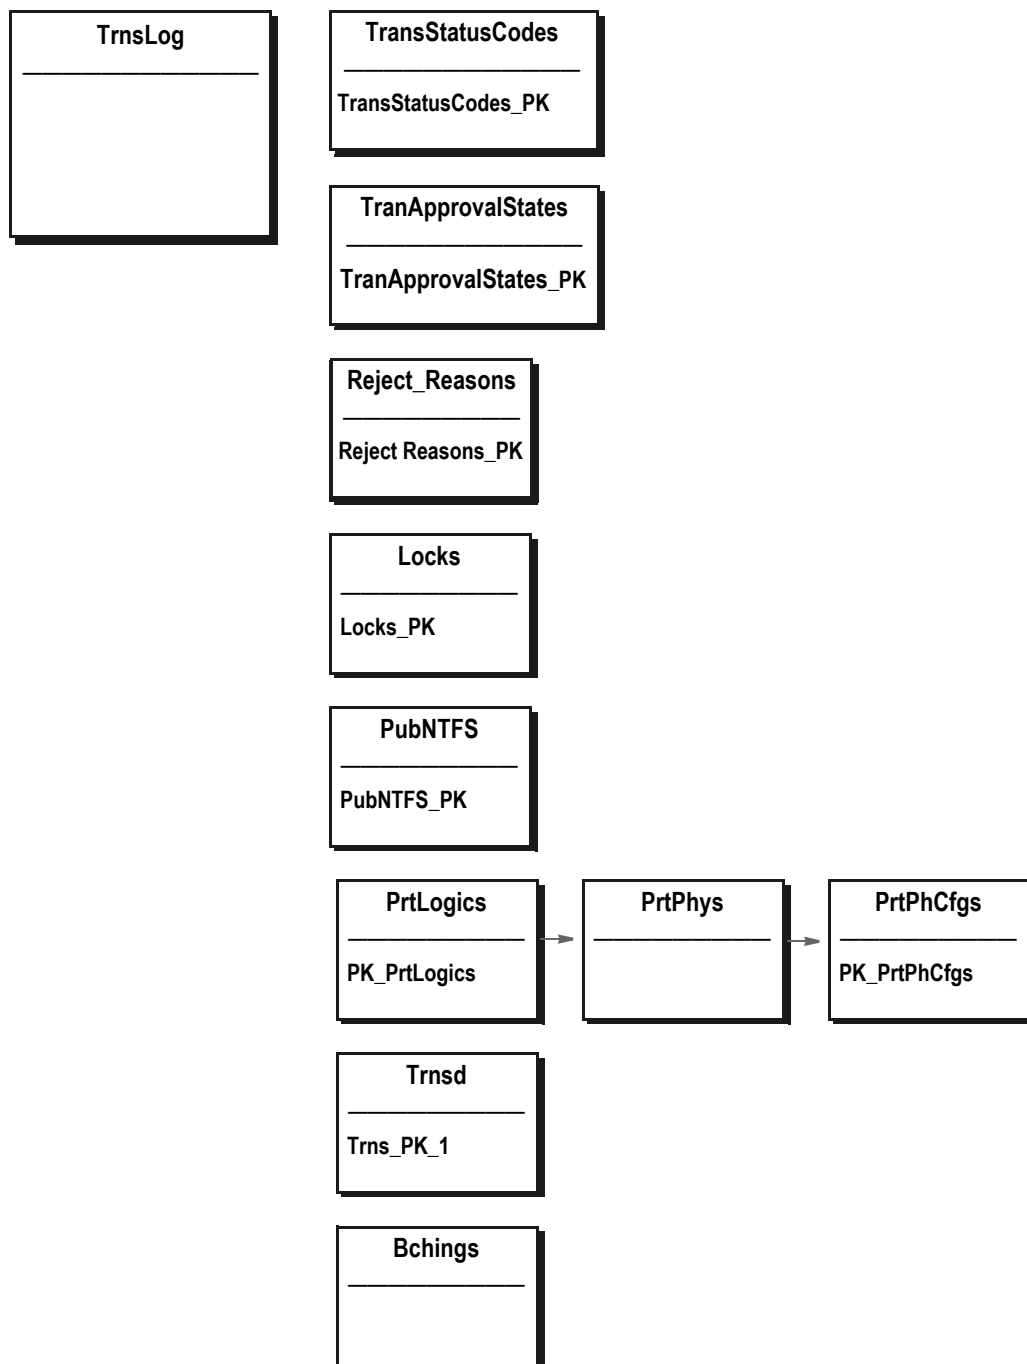 TrnsLog
TransStatusCodes
TransStatusCodes_PK
TranApprovalStates
TranApprovalStates_PK
Reject_Reasons
Reject Reasons_PK
Locks
Locks_PK
PubNTFS
PubNTFS_PK
PrtLogics
PK_PrtLogics
PrtPhys
PrtPhCfgs
PK_PrtPhCfgs
Trnsd
Trns_PK_1
Bchings